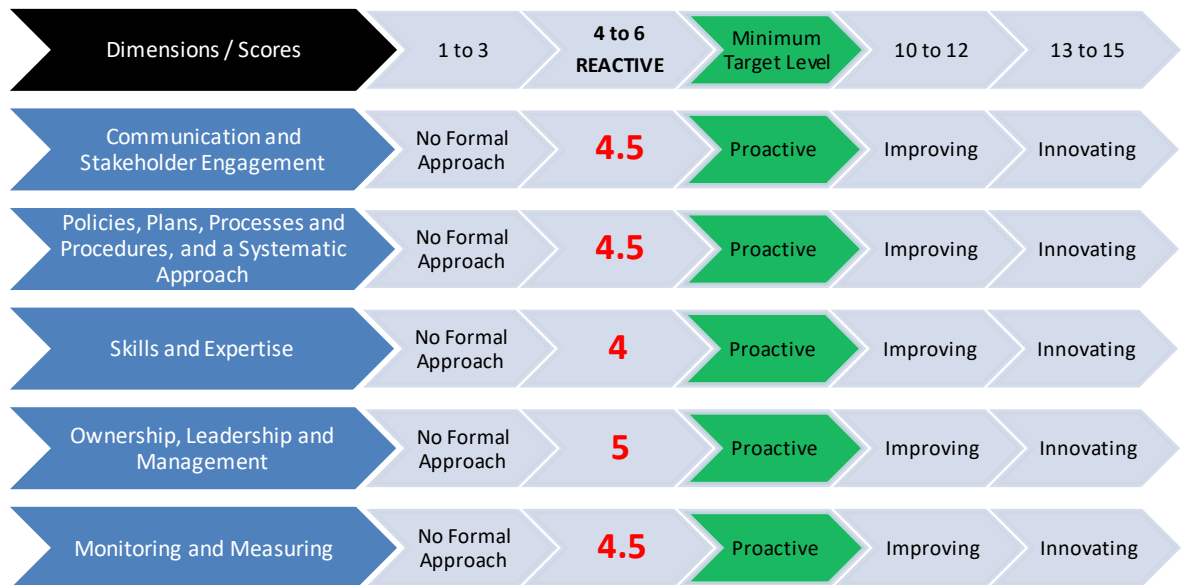 Dimensions / Scores
1 to 3
4 to 6
REACTIVE
Minimum
Target Level
10 to 12
13 to 15
Communication and
Stakeholder Engagement
No Formal
Approach
4.5
Proactive
Improving
Innovating
Policies, Plans, Processes and
Procedures, and a Systematic
Approach
No Formal
Approach
4.5
Proactive
Improving
Innovating
Skills and Expertise
No Formal
Approach
4
Proactive
Improving
Innovating
Ownership, Leadership and
Management
No Formal
Approach
5
Proactive
Improving
Innovating
Monitoring and Measuring
No Formal
Approach
4.5
Proactive
Improving
Innovating